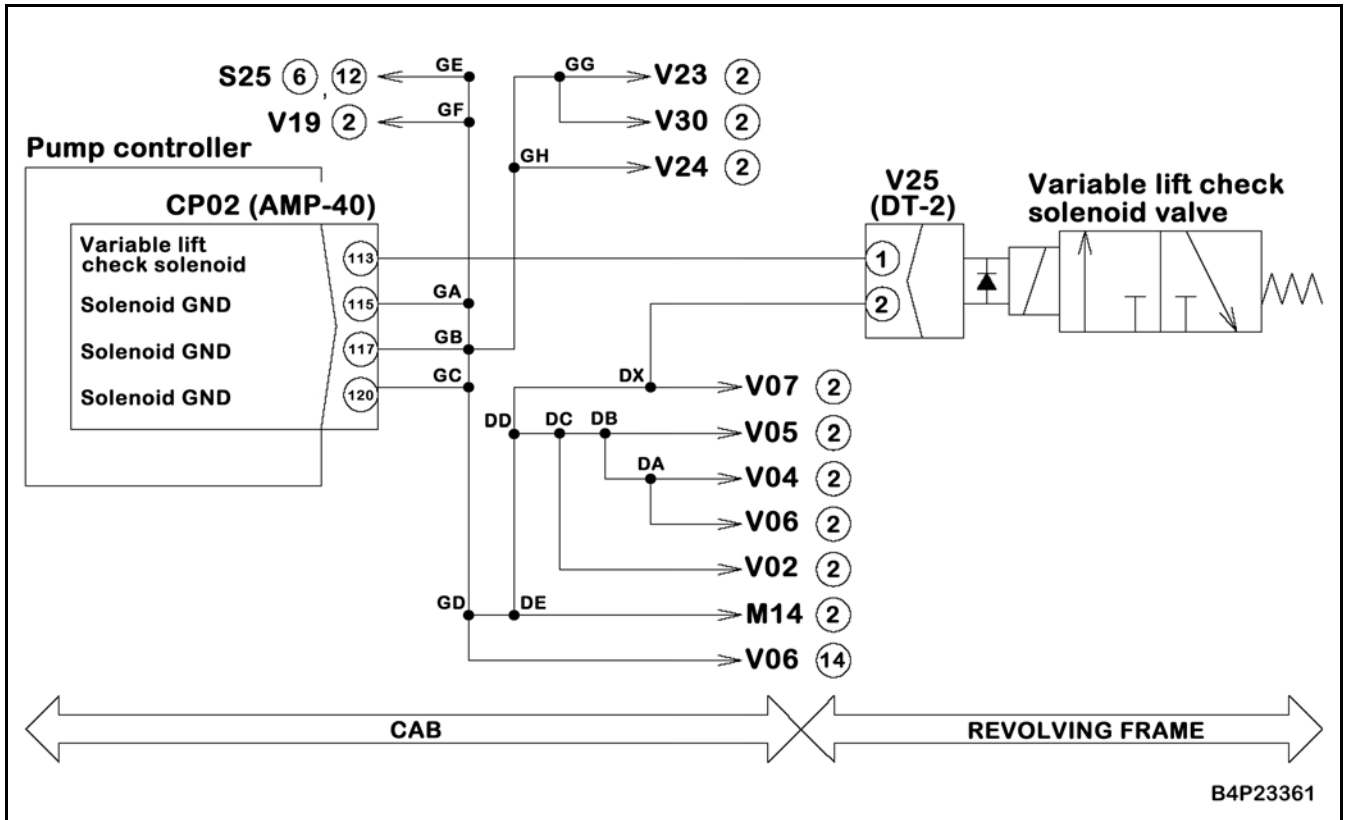 GE
GG
S25 (6), (12)
V23 (2)
GF
V19 (2)
V30 (2)
Pump controller
GH
V24 (2)
CP02 (AMP-40)
V25
(DT-2)
Variable lift check
solenoid valve
Variable lift
check solenoid
113
1
Solenoid GND
115
GA
2
Solenoid GND
117
GB
Solenoid GND
120
GC
DX
V07 (2)
DD
DC
DB
V05 (2)
DA
V04 (2)
V06 (2)
V02 (2)
GD
DE
M14 (2)
V06 (14)
CAB
REVOLVING FRAME
B4P23361